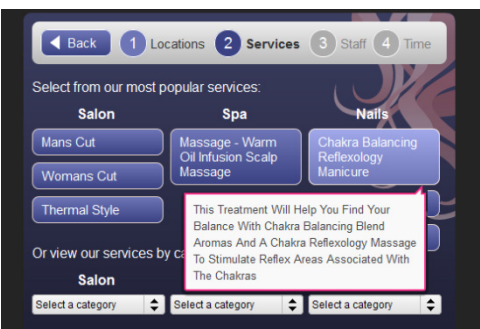 Back 1 Locations 2 Services 3 Staff 4 Time
Select from our most popular services:
Salon Spa Nails
Mans Cut
Massage - Warm
Oil Infusion Scalp
Massage
Chakra Balancing
Reflexology
Manicure
Womans Cut
Thermal Style
This Treatment Will Help You Find Your
Balance With Chakra Balancing Blend
Aromas And A Chakra Reflexology Massage
To Stimulate Reflex Areas Associated With
The Chakras
Or view our services by
Salon
Select a category Select a category Select a category